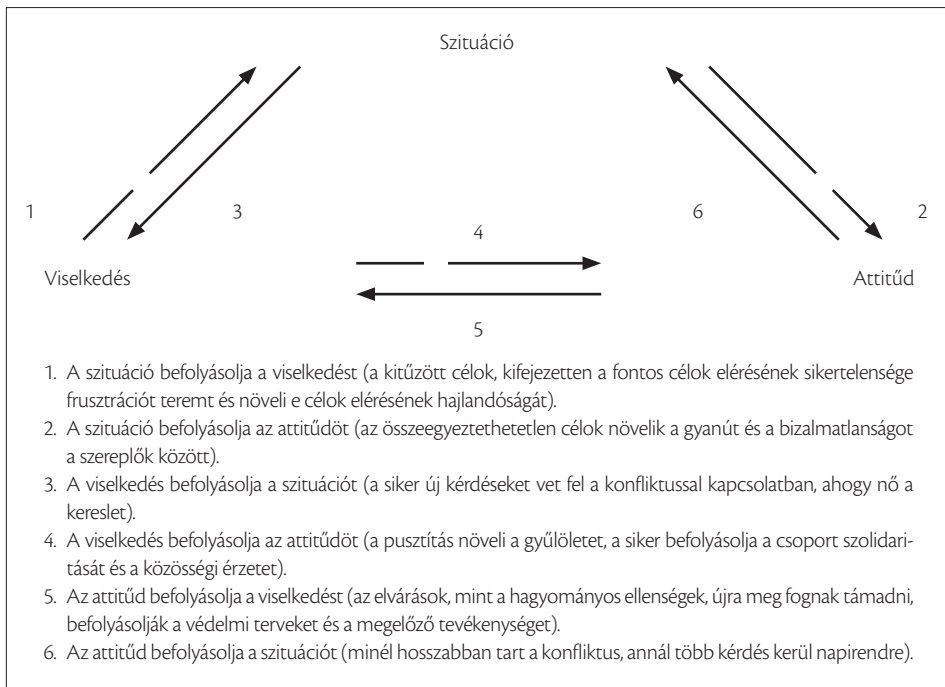 Szituáció
1
3
4
6
2
Viselkedés
Attitűd
5
1. A szituáció befolyásolja a viselkedést (a kitűzött célok, kifejezetten a fontos célok elérésének sikertelensége
frusztrációt teremt és növeli e célok elérésének hajlandóságát).
2. A szituáció befolyásolja az attitűdöt (az összeegyeztethetetlen célok növelik a gyanút és a bizalmatlanságot
a szereplők között).
3. A viselkedés befolyásolja a szituációt (a siker új kérdéseket vet fel a konfliktussal kapcsolatban, ahogy nő a
kereslet).
4. A viselkedés befolyásolja az attitűdöt (a pusztítás növeli a gyűlöletet, a siker befolyásolja a csoport szolidari-
tását és a közösségi érzetet).
5. Az attitűd befolyásolja a viselkedést (az elvárások, mint a hagyományos ellenségek, újra meg fognak támadni,
befolyásolják a védelmi terveket és a megelőző tevékenységet).
6. Az attitűd befolyásolja a szituációt (minél hosszabban tart a konfliktus, annál több kérdés kerül napirendre).